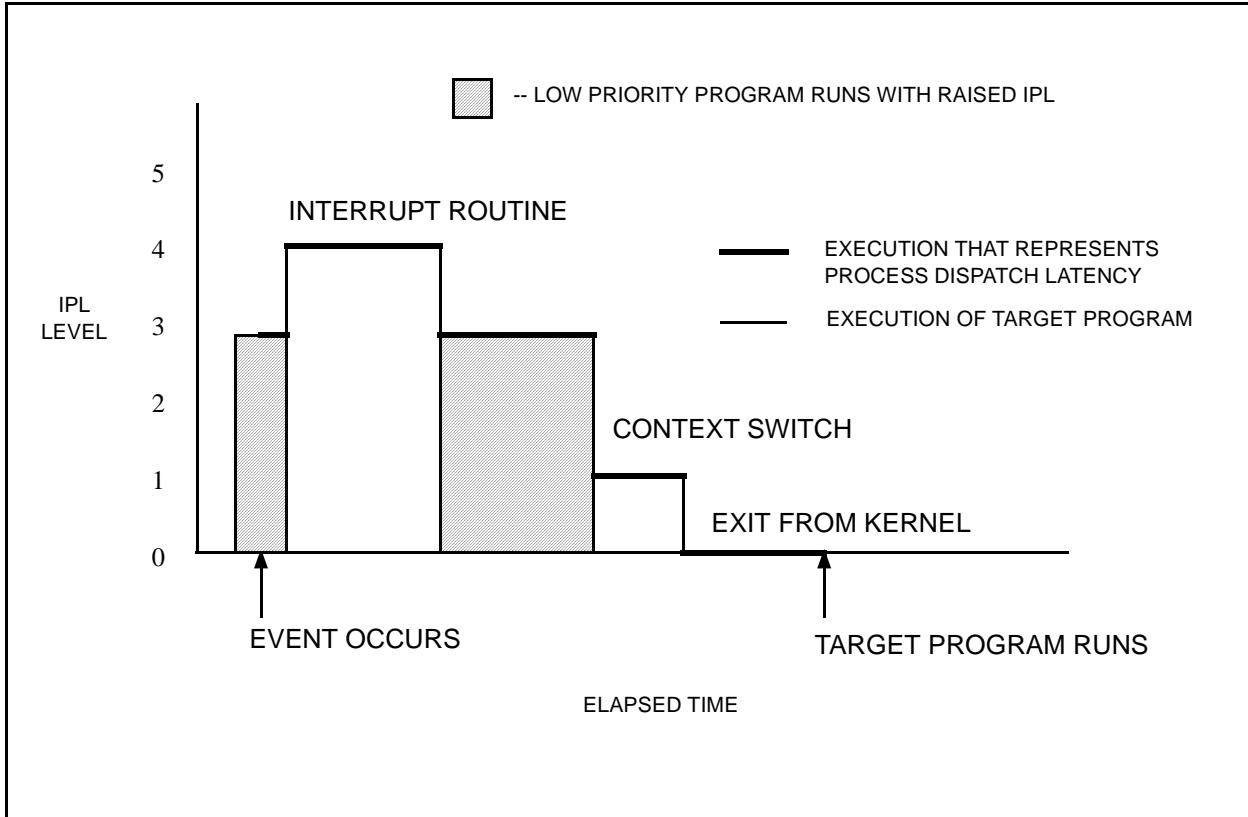 -- LOW PRIORITY PROGRAM RUNS WITH RAISED IPL
5
INTERRUPT ROUTINE
4
EXECUTION THAT REPRESENTS
PROCESS DISPATCH LATENCY
IPL
LEVEL
3
EXECUTION OF TARGET PROGRAM
2
CONTEXT SWITCH
1
EXIT FROM KERNEL
0
EVENT OCCURS
TARGET PROGRAM RUNS
ELAPSED TIME